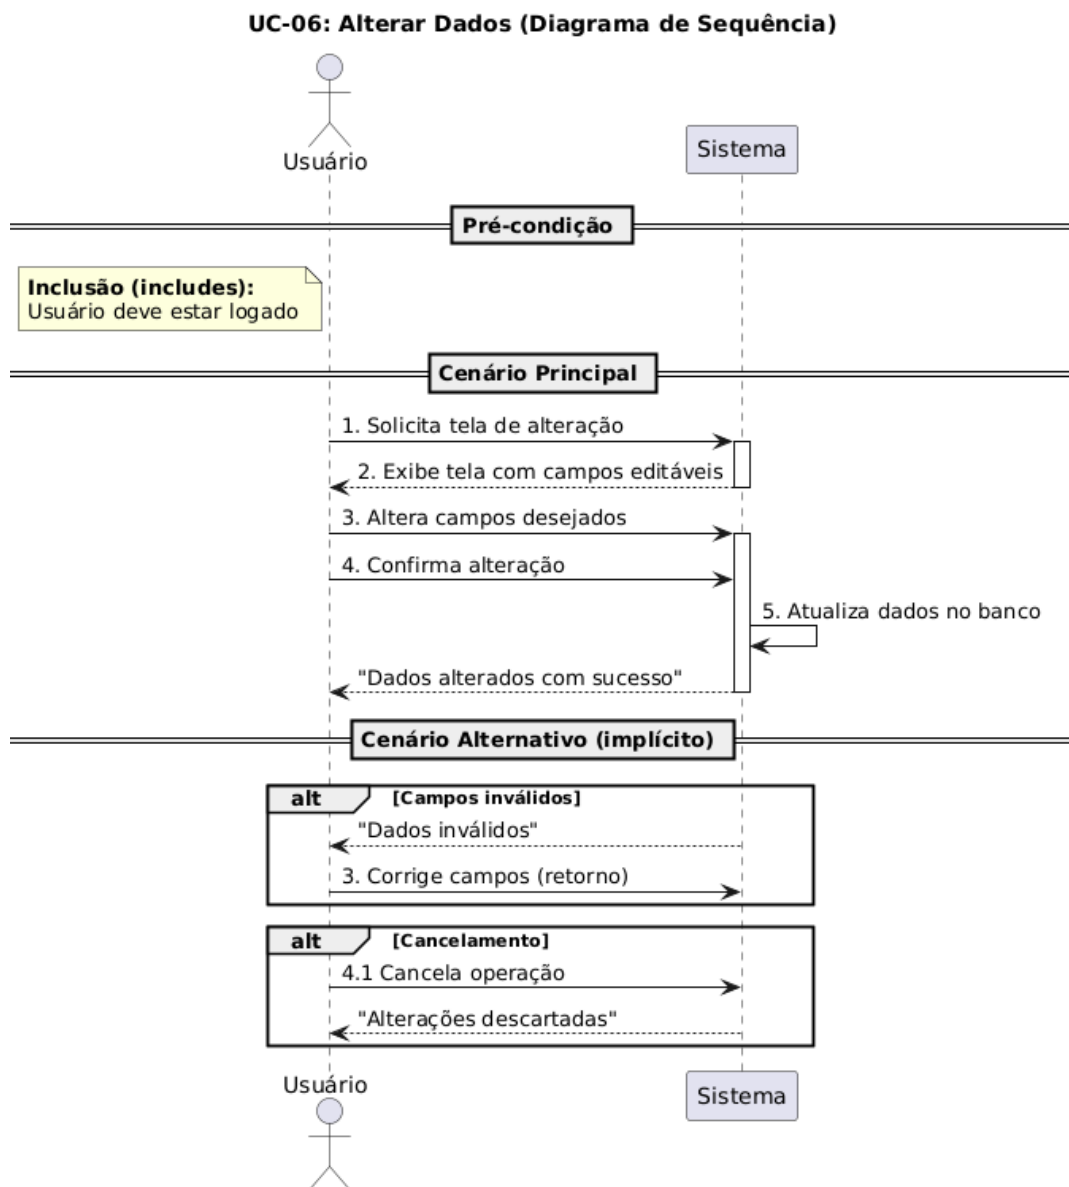 UC-06: Alterar Dados (Diagrama de Sequência)
Usuário
Sistema
Pré-condição
Inclusão (includes):
Usuário deve estar logado
Cenário Principal
1. Solicita tela de alteração
2. Exibe tela com campos editáveis
3. Altera campos desejados
4. Confirma alteração
5. Atualiza dados no banco
"Dados alterados com sucesso"
Cenário Alternativo (implícito)
alt [Campos inválidos]
"Dados inválidos"
3. Corrige campos (retorno)
alt [Cancelamento]
4.1 Cancela operação
"Alterações descartadas"
Usuário
Sistema